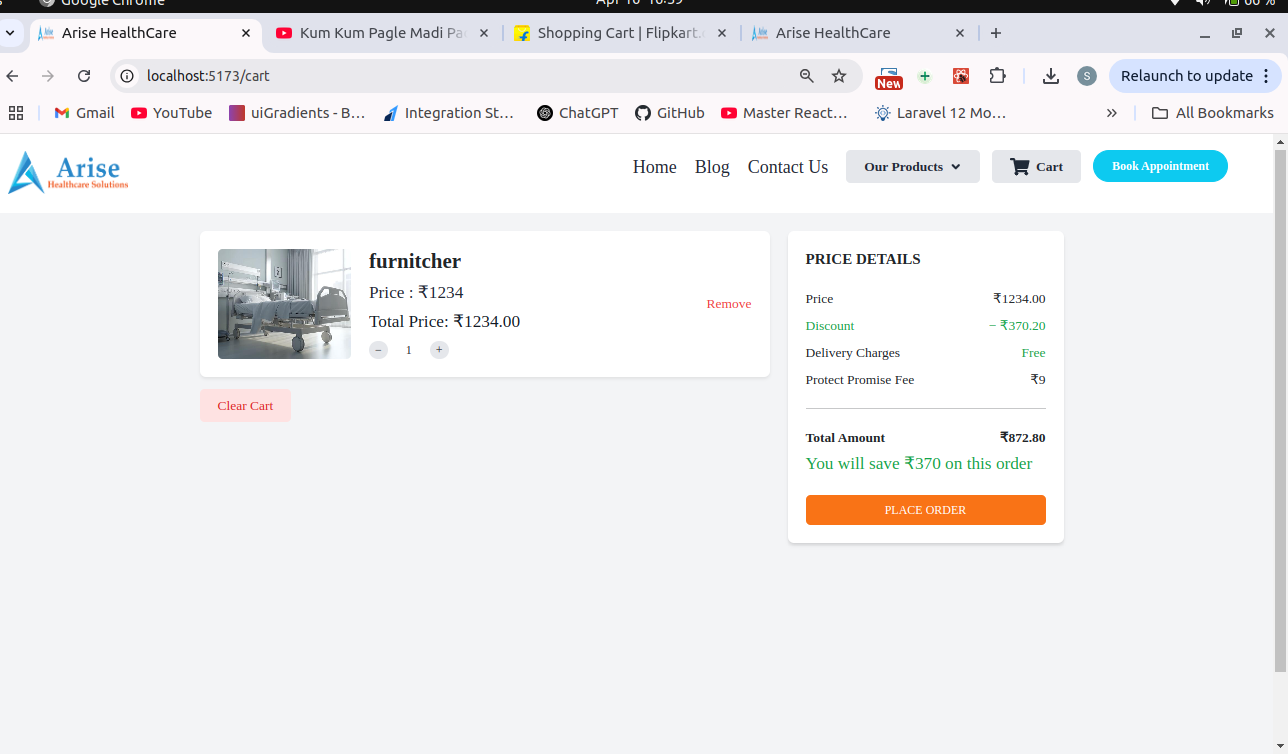 Google Chrome
Apr 16 16:39
66 %
Arise HealthCare
Kum Kum Pagle Madi Pa
Shopping Cart | Flipkart.
Arise HealthCare
localhost:5173/cart
New
S
Relaunch to update
Gmail
YouTube
uiGradients - B...
Integration St...
ChatGPT
GitHub
Master React...
Laravel 12 Mo...
All Bookmarks
Arise
Healthcare Solutions
Home
Blog
Contact Us
Our Products
Cart
Book Appointment
furnitcher
Price : ₹1234
Total Price: ₹1234.00
− 1 +
Remove
Clear Cart
PRICE DETAILS
Price ₹1234.00
Discount − ₹370.20
Delivery Charges Free
Protect Promise Fee ₹9
Total Amount ₹872.80
You will save ₹370 on this order
PLACE ORDER